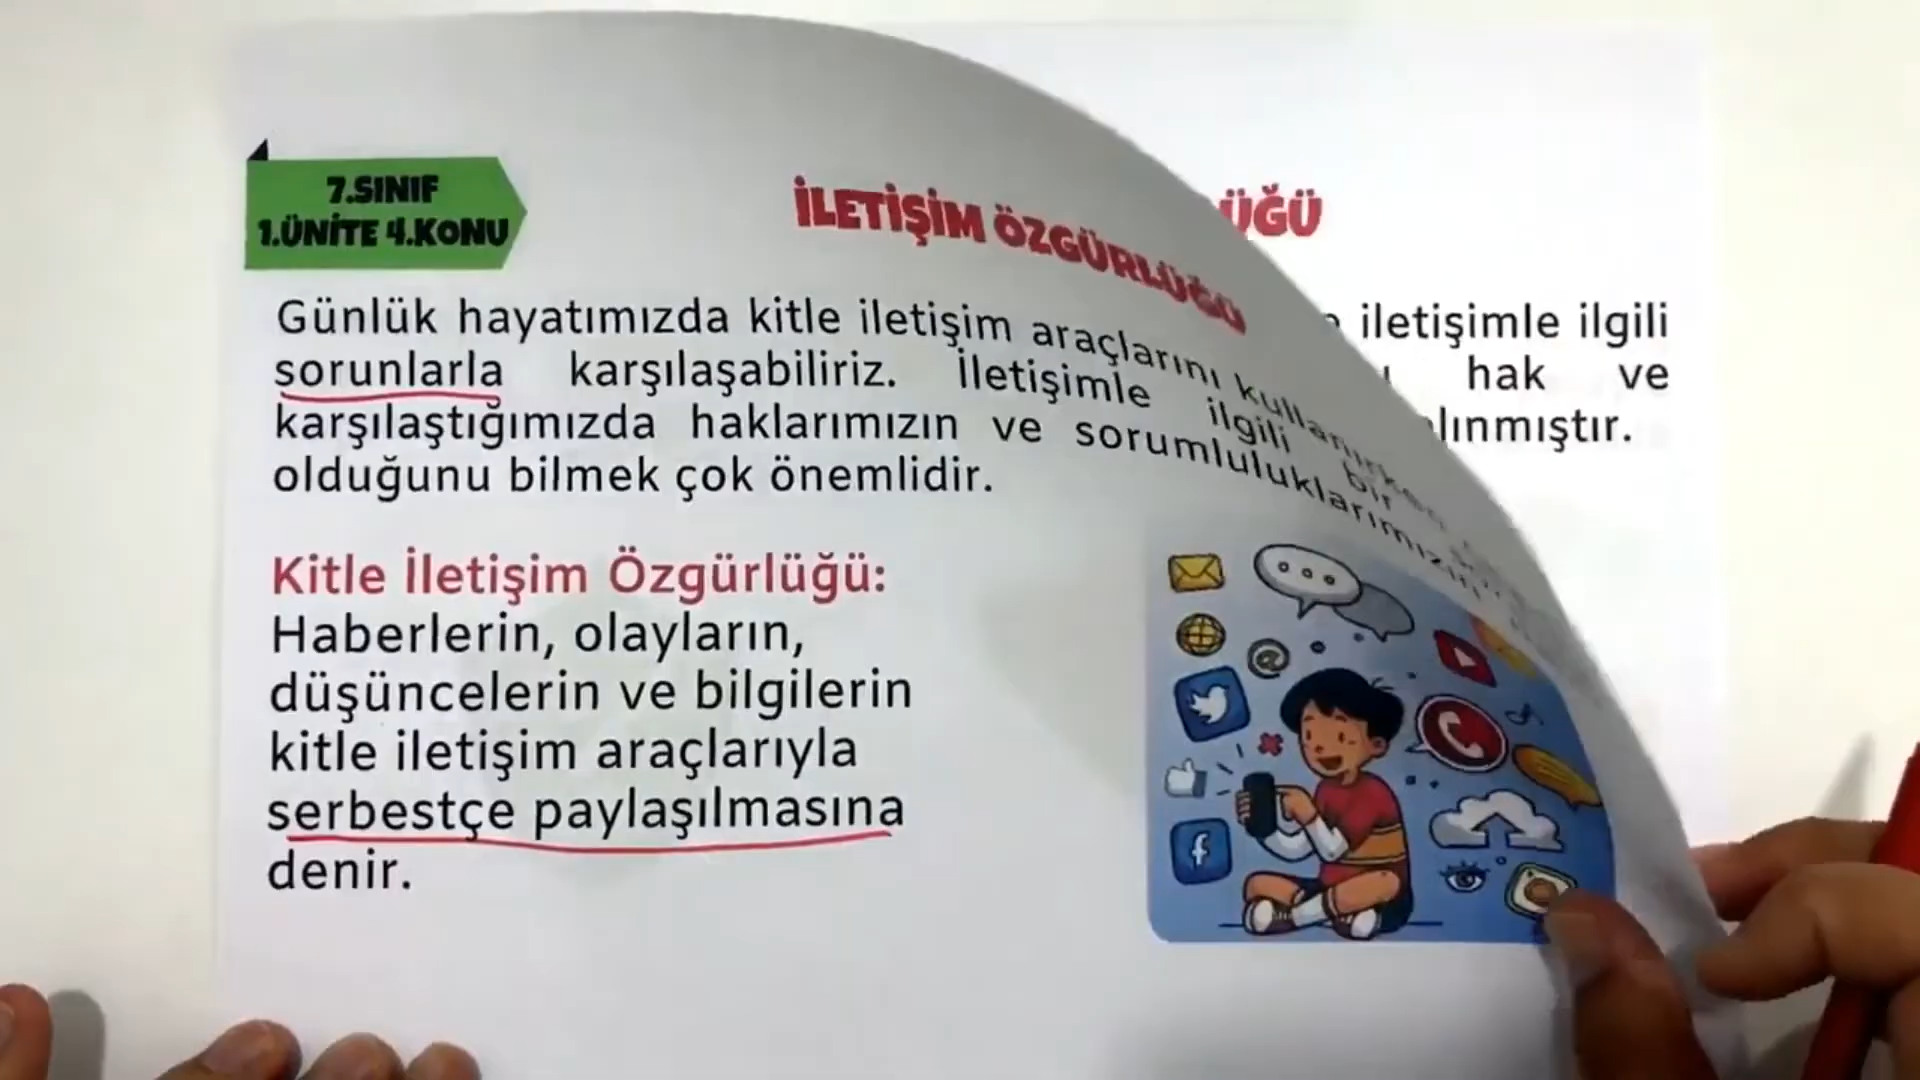 7.SINIF
1.ÜNİTE 4.KONU
İLETİŞİM ÖZGÜRLÜĞÜ
ÜĞÜ
Günlük hayatımızda kitle iletişim araçlarını kullanırken
sorunlarla karşılaşabiliriz. İletişimle ilgili bir
karşılaştığımızda haklarımızın ve sorumluluklarımızın
olduğunu bilmek çok önemlidir.
iletişimle ilgili
hak ve
lınmıştır.
Kitle İletişim Özgürlüğü:
Haberlerin, olayların,
düşüncelerin ve bilgilerin
kitle iletişim araçlarıyla
serbestçe paylaşılmasına
denir.